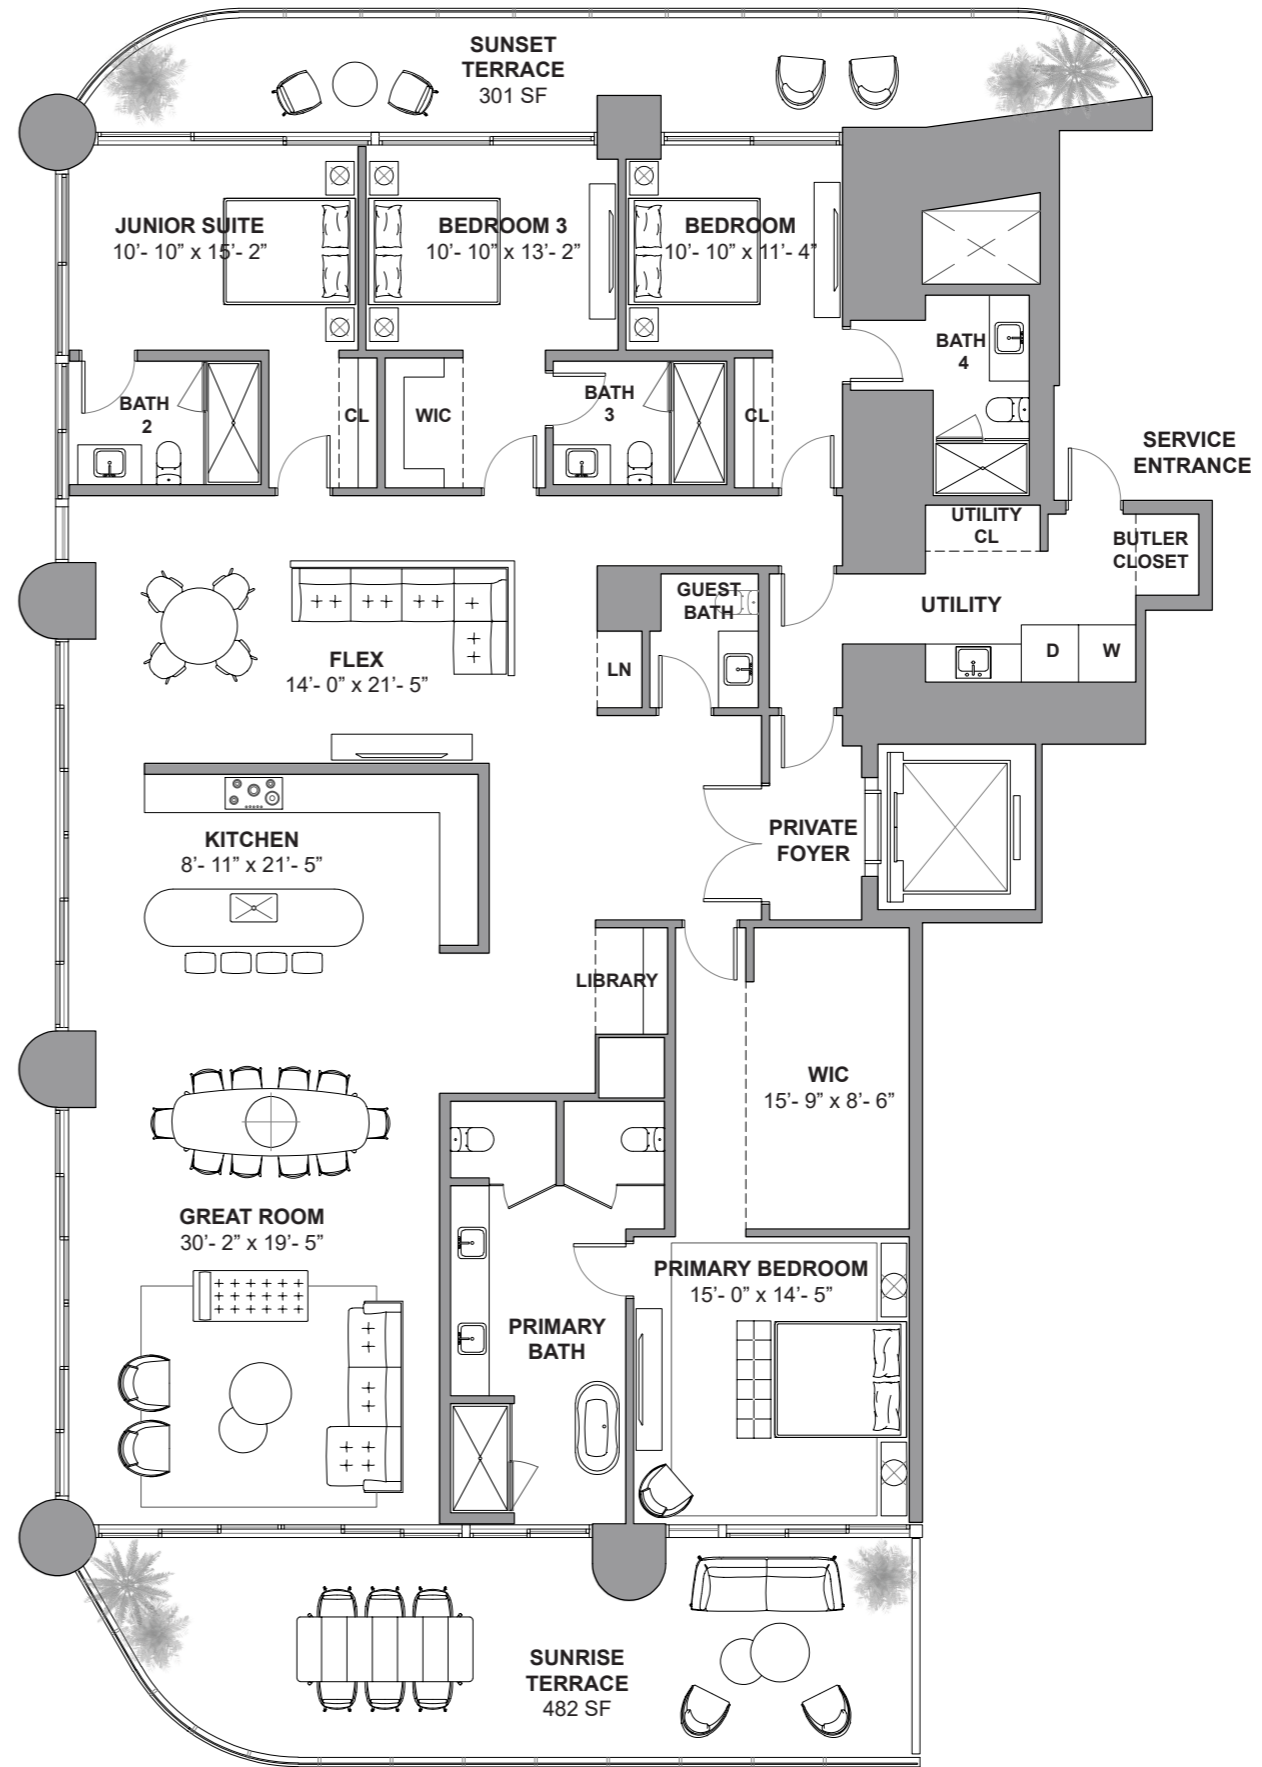 SUNSET
TERRACE
301 SF
JUNIOR SUITE
10’- 10” x 15’- 2”
BEDROOM 3
10’- 10” x 13’- 2”
BEDROOM
10’- 10” x 11’- 4”
BATH
4
BATH
2
CL
WIC
BATH
3
CL
SERVICE
ENTRANCE
UTILITY
CL
BUTLER
CLOSET
GUEST
BATH
UTILITY
FLEX
14’- 0” x 21’- 5”
LN
D
W
KITCHEN
8’- 11” x 21’- 5”
PRIVATE
FOYER
LIBRARY
WIC
15’- 9” x 8’- 6”
GREAT ROOM
30’- 2” x 19’- 5”
PRIMARY BEDROOM
15’- 0” x 14’- 5”
PRIMARY
BATH
SUNRISE
TERRACE
482 SF